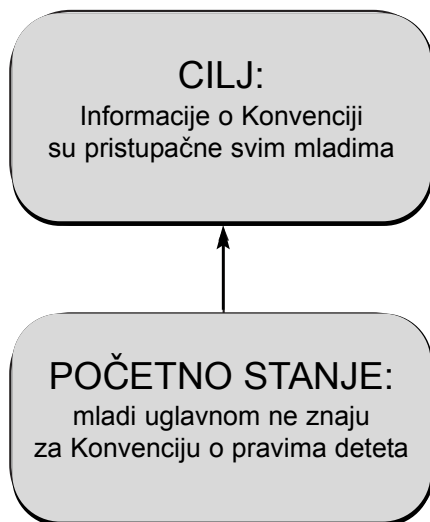 CILJ:
Informacije o Konvenciji
su pristupačne svim mladima
POČETNO STANJE:
mladi uglavnom ne znaju
za Konvenciju o pravima deteta